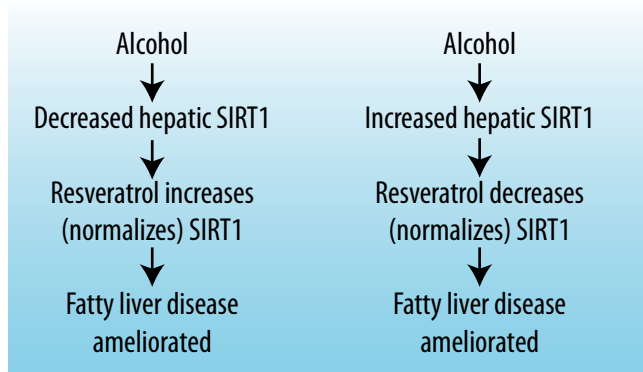 Alcohol
Decreased hepatic SIRT1
Resveratrol increases
(normalizes) SIRT1
Fatty liver disease
ameliorated
Alcohol
Increased hepatic SIRT1
Resveratrol decreases
(normalizes) SIRT1
Fatty liver disease
ameliorated